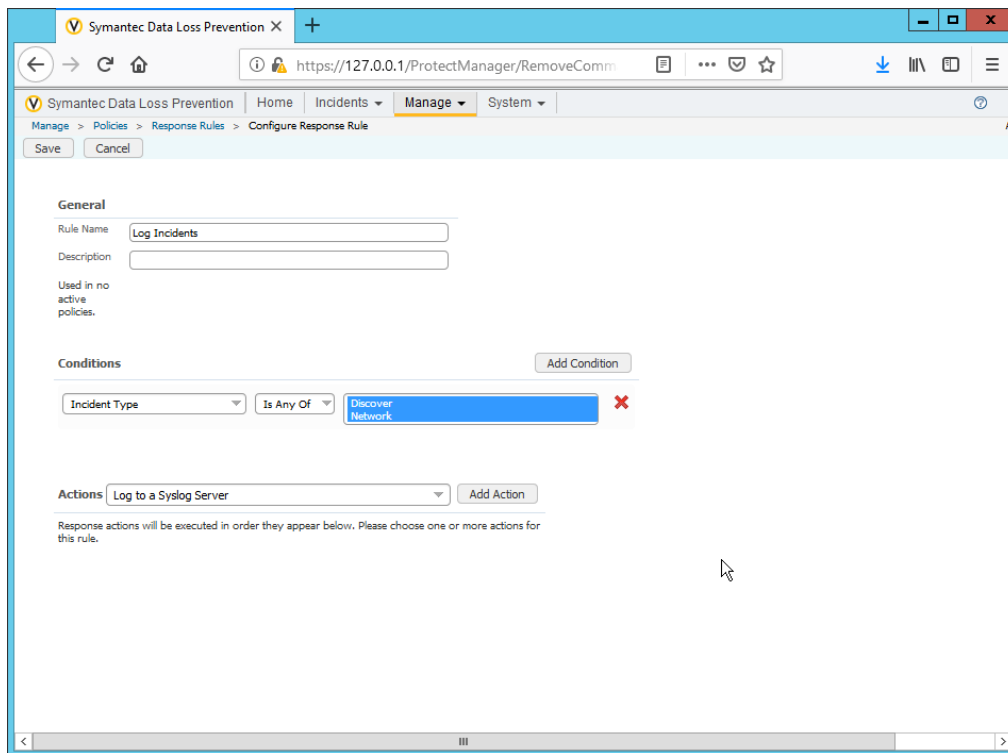 Symantec Data Loss Prevention
https://127.0.0.1/ProtectManager/RemoveComm
Symantec Data Loss Prevention Home Incidents Manage System
Manage > Policies > Response Rules > Configure Response Rule
Save Cancel
General
Rule Name Log Incidents
Description
Used in no
active
policies.
Conditions Add Condition
Incident Type Is Any Of Discover
Network
Actions Log to a Syslog Server Add Action
Response actions will be executed in order they appear below. Please choose one or more actions for
this rule.